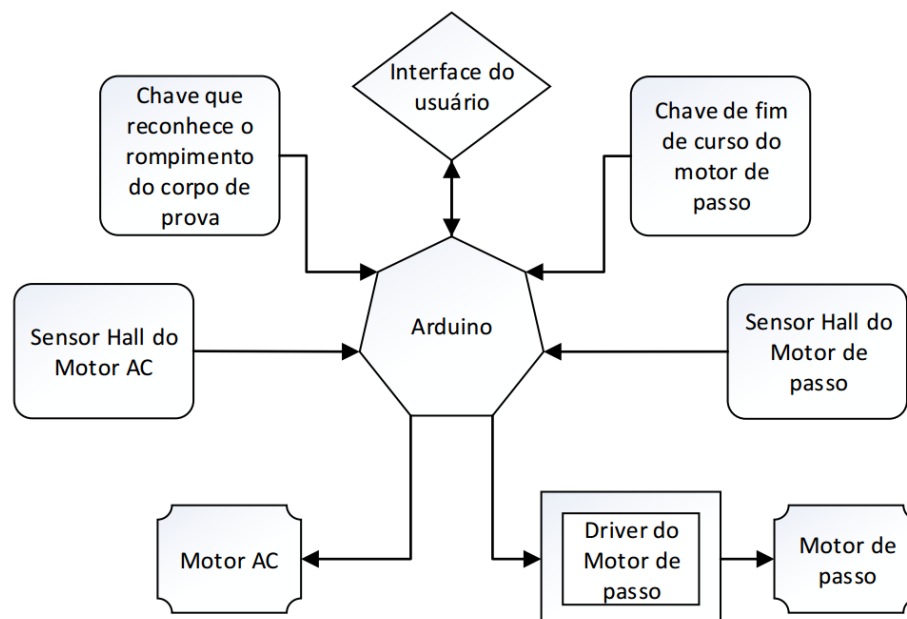 Interface do
usuário
Chave que
reconhece o
rompimento
do corpo de
prova
Chave de fim
de curso do
motor de
passo
Sensor Hall do
Motor AC
Arduino
Sensor Hall do
Motor de
passo
Motor AC
Driver do
Motor de
passo
Motor de
passo